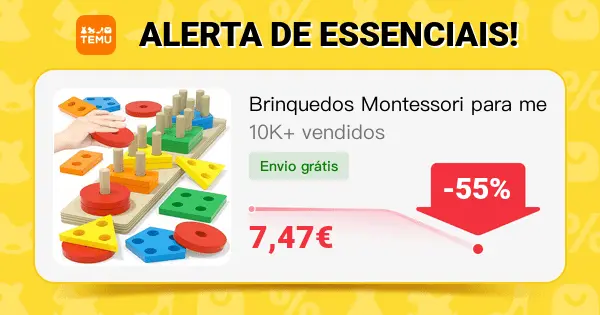 TEMU
ALERTA DE ESSENCIAIS!
Brinquedos Montessori para me
10K+ vendidos
Envio grátis
-55%
7,47€